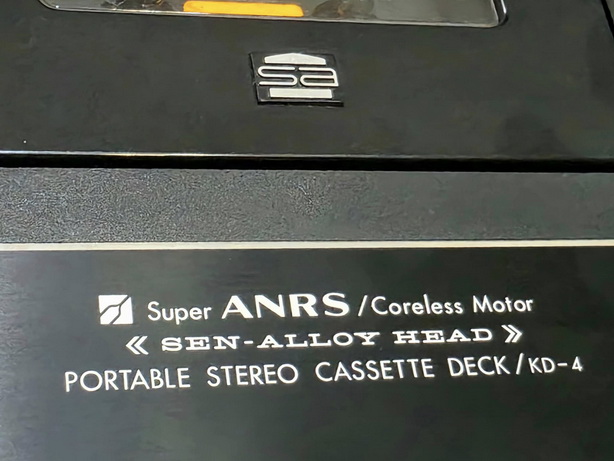 sa
Super ANRS / Coreless Motor
« SEN-ALLOY HEAD »
PORTABLE STEREO CASSETTE DECK / KD-4